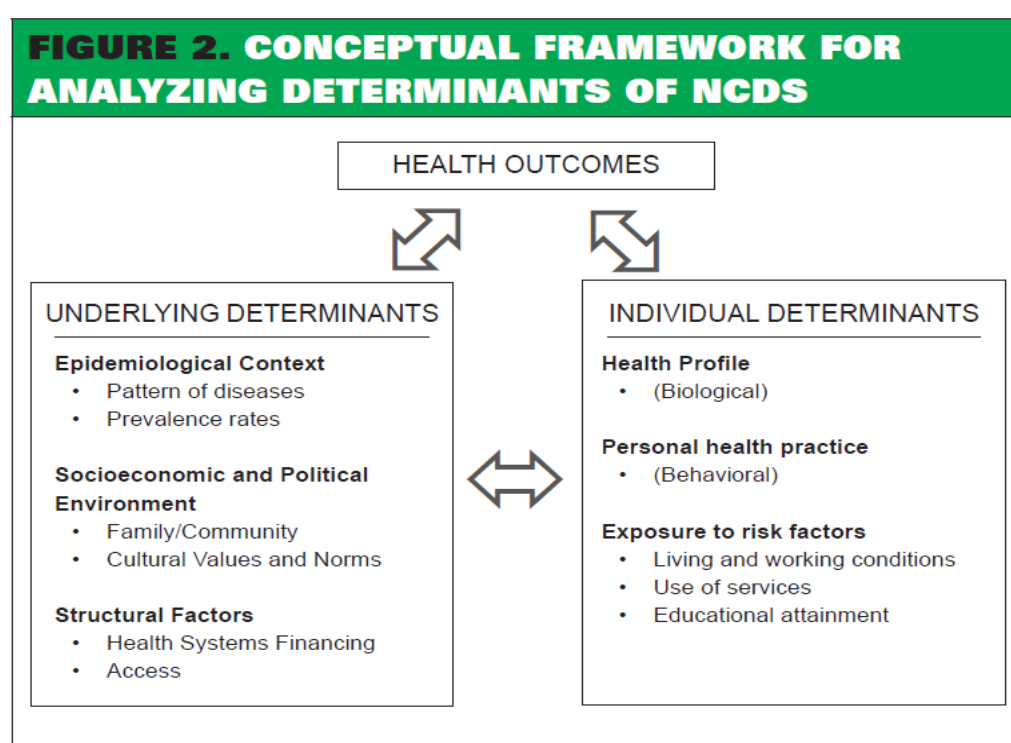 FIGURE 2. CONCEPTUAL FRAMEWORK FOR
ANALYZING DETERMINANTS OF NCDS
HEALTH OUTCOMES
UNDERLYING DETERMINANTS
Epidemiological Context
• Pattern of diseases
• Prevalence rates
Socioeconomic and Political
Environment
• Family/Community
• Cultural Values and Norms
Structural Factors
• Health Systems Financing
• Access
INDIVIDUAL DETERMINANTS
Health Profile
• (Biological)
Personal health practice
• (Behavioral)
Exposure to risk factors
• Living and working conditions
• Use of services
• Educational attainment